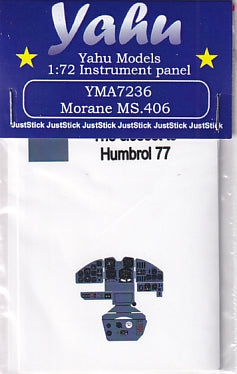 Yahu
Yahu Models
1:72 Instrument panel
YMA7236
Morane MS.406
JustStick JustStick JustStick JustStick JustStick JustStick JustStick
Humbrol 77